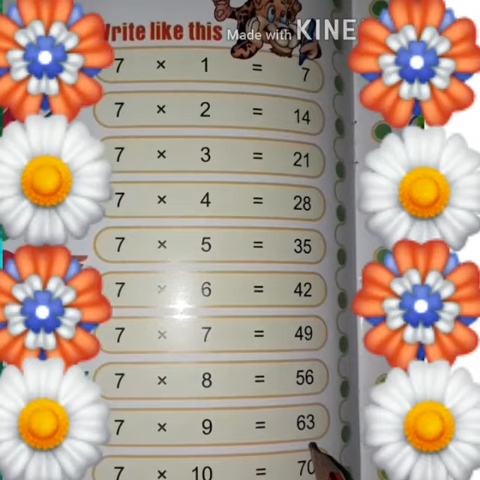 Write like this
Made with KINE
7 × 1 = 7
7 × 2 = 14
7 × 3 = 21
7 × 4 = 28
7 × 5 = 35
7 × 6 = 42
7 × 7 = 49
7 × 8 = 56
7 × 9 = 63
7 × 10 = 70